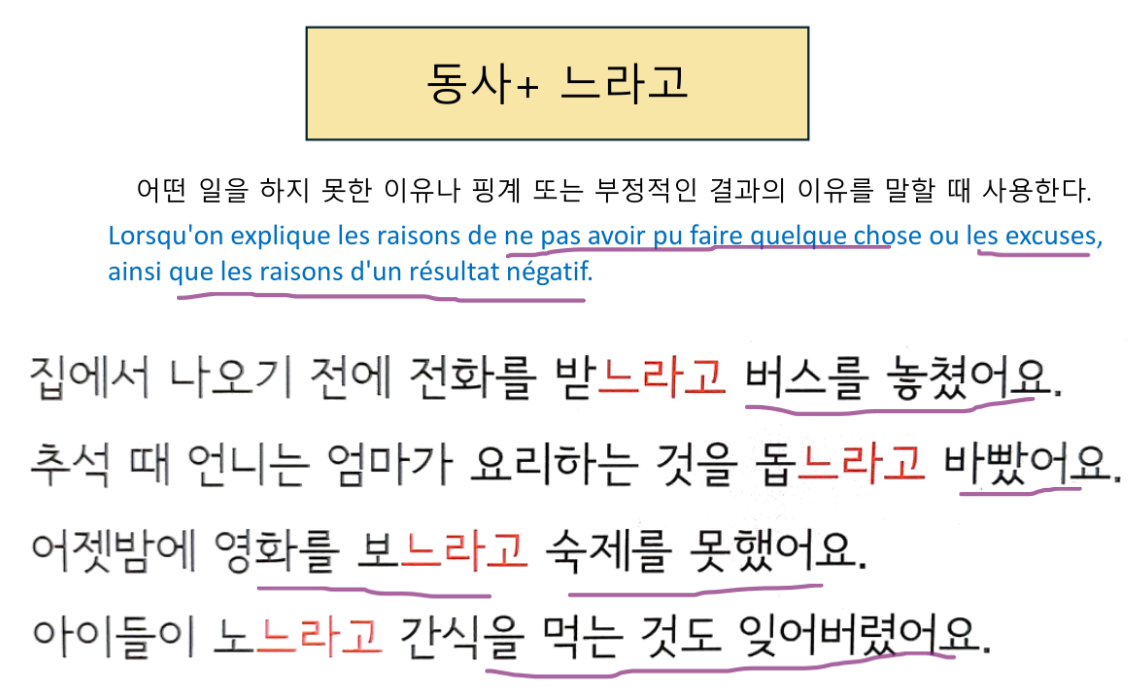 동사+ 느라고
어떤 일을 하지 못한 이유나 핑계 또는 부정적인 결과의 이유를 말할 때 사용한다.
Lorsqu'on explique les raisons de ne pas avoir pu faire quelque chose ou les excuses,
ainsi que les raisons d'un résultat négatif.
집에서 나오기 전에 전화를 받느라고 버스를 놓쳤어요.
추석 때 언니는 엄마가 요리하는 것을 돕느라고 바빴어요.
어젯밤에 영화를 보느라고 숙제를 못했어요.
아이들이 노느라고 간식을 먹는 것도 잊어버렸어요.